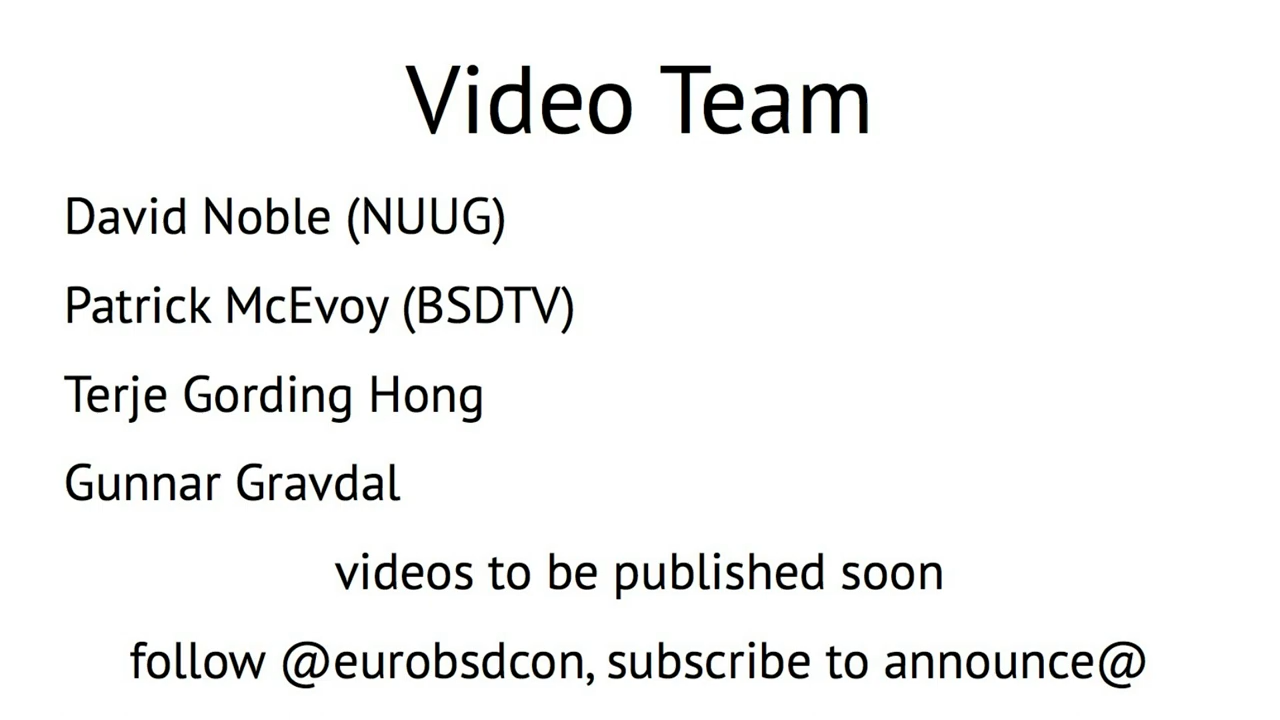 Video Team
David Noble (NUUG)
Patrick McEvoy (BSDTV)
Terje Gording Hong
Gunnar Gravdal
videos to be published soon
follow @eurobsdcon, subscribe to announce@